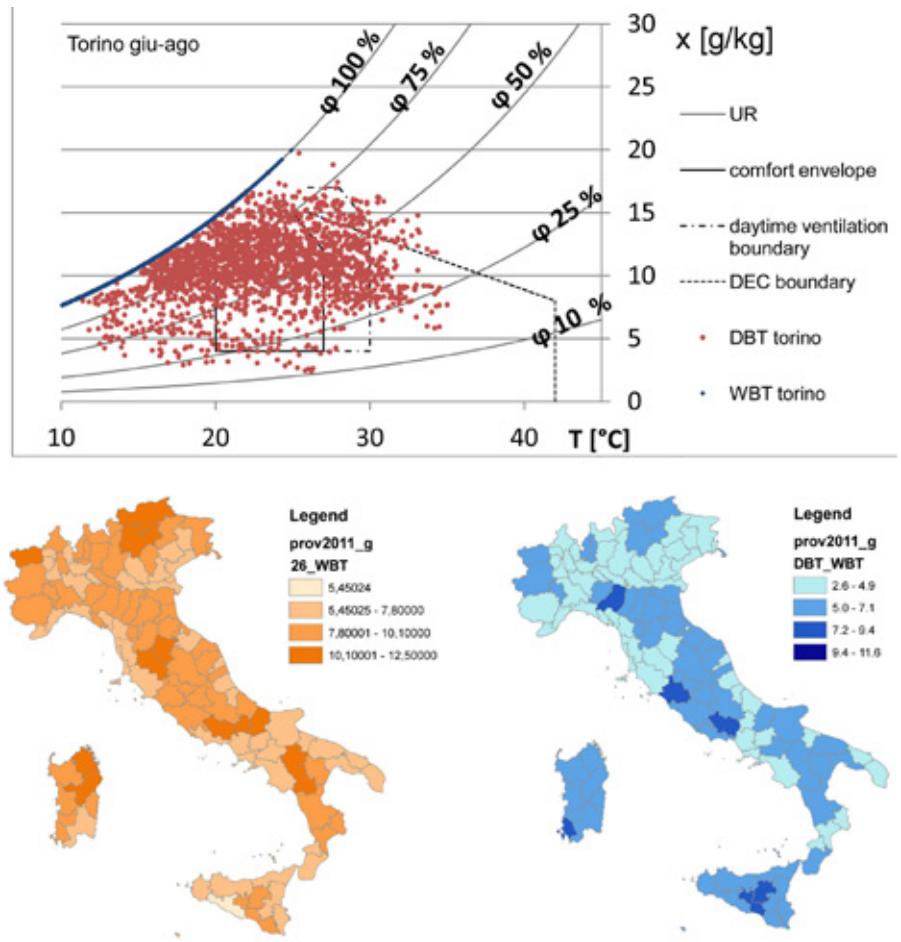 Torino giu-ago
φ 100 %
φ 75 %
φ 50 %
φ 25 %
φ 10 %
30
25
20
15
10
5
0
10
20
30
40
T [°C]
x [g/kg]
UR
comfort envelope
daytime ventilation
boundary
DEC boundary
DBT torino
WBT torino
Legend
prov2011_g
26_WBT
5,45024
5,45025 - 7,80000
7,80001 - 10,10000
10,10001 - 12,50000
Legend
prov2011_g
DBT_WBT
2.6 - 4.9
5.0 - 7.1
7.2 - 9.4
9.4 - 11.6